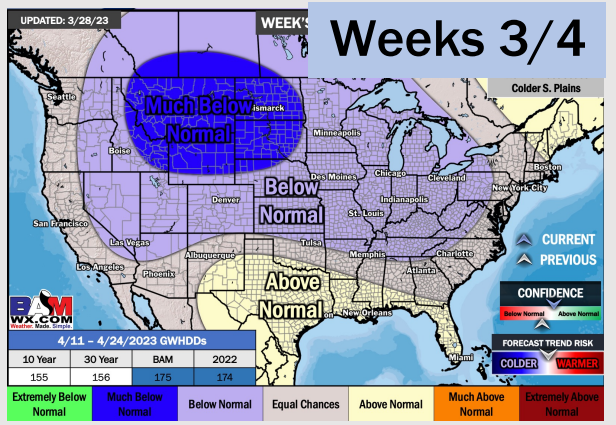 UPDATED: 3/28/23
WEEK'S
Weeks 3/4
Colder S. Plains
Seattle
Much Below
Normal
ismarck
Minneapolis
Boise
Boston
Des Moines
Chicago
Cleveland
New York City
Below
Normal
Denver
Indianapolis
St. Louis
San Francisco
Las Vegas
Tulsa
Memphis
Charlotte
Albuquerque
Los Angeles
Phoenix
Atlanta
CURRENT
PREVIOUS
Above
Normal
on
New Orleans
Miami
CONFIDENCE
Below Normal
Above Normal
FORECAST TREND RISK
COLDER
WARMER
BAM
WX.COM
Weather. Made. Simple.
4/11 – 4/24/2023 GWHDDs
10 Year 30 Year BAM 2022
155 156 175 174
Extremely Below
Normal
Much Below
Normal
Below Normal
Equal Chances
Above Normal
Much Above
Normal
Extremely Above
Normal